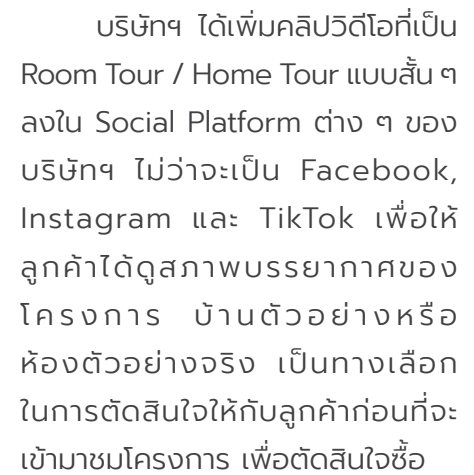 บริษัทฯ ได้เพิ่มคลิปวิดีโอที่เป็น
Room Tour / Home Tour แบบสั้น ๆ
ลงใน Social Platform ต่าง ๆ ของ
บริษัทฯ ไม่ว่าจะเป็น Facebook,
Instagram และ TikTok เพื่อให้
ลูกค้าได้ดูสภาพบรรยากาศของ
โครงการ บ้านตัวอย่างหรือ
ห้องตัวอย่างจริง เป็นทางเลือก
ในการตัดสินใจให้กับลูกค้าก่อนที่จะ
เข้ามาชมโครงการ เพื่อตัดสินใจซื้อ